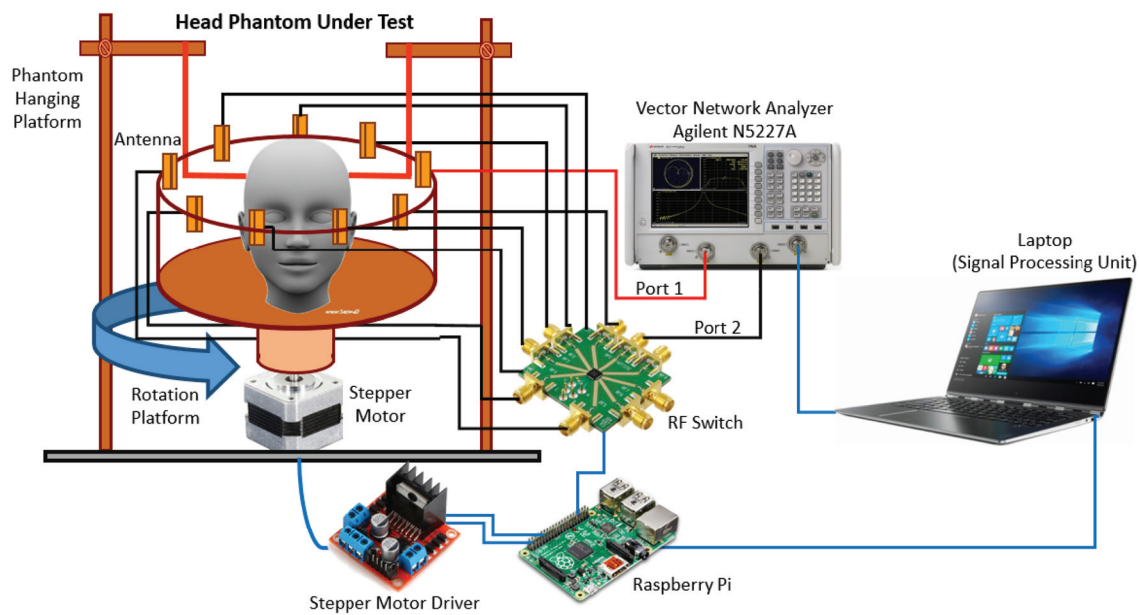 Head Phantom Under Test
Phantom
Hanging
Platform
Antenna
Vector Network Analyzer
Agilent N5227A
Laptop
(Signal Processing Unit)
Port 1
Port 2
Rotation
Platform
Stepper
Motor
RF Switch
Raspberry Pi
Stepper Motor Driver